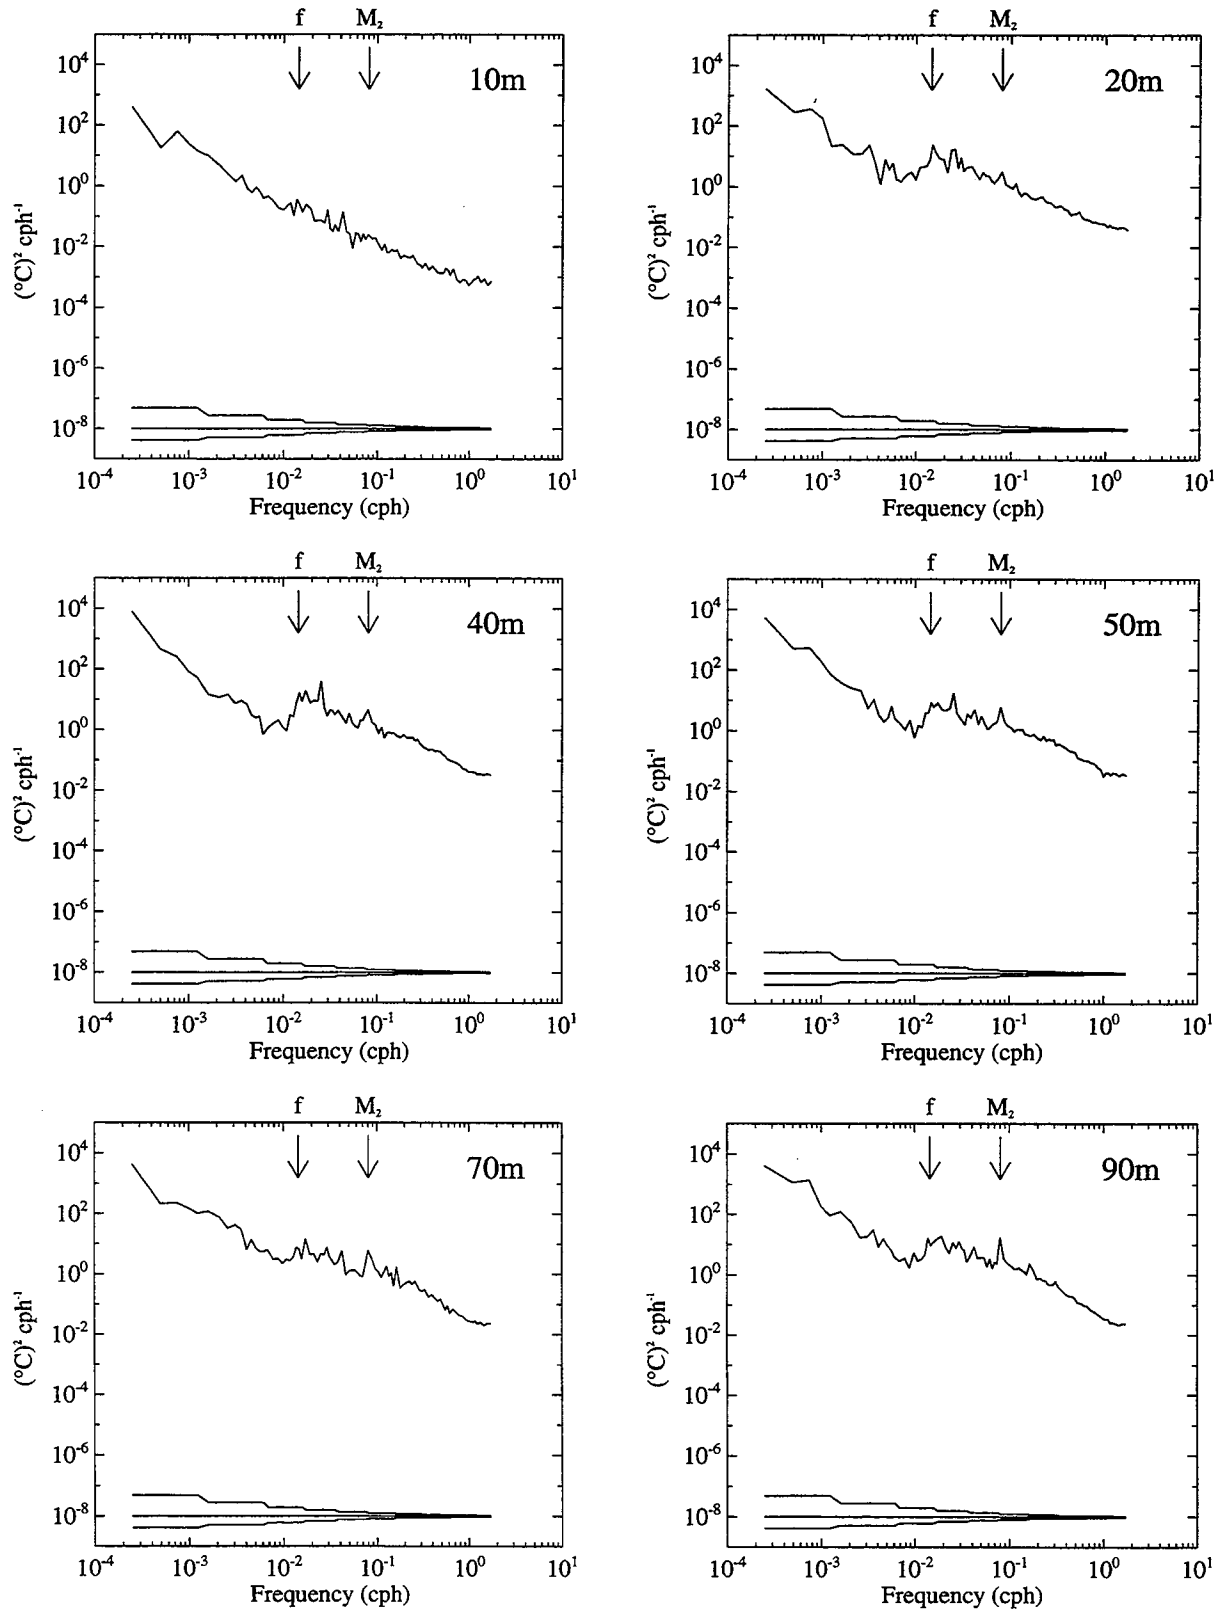 f M₂
10m
10⁴
10²
10⁰
10⁻²
10⁻⁴
10⁻⁶
10⁻⁸
(°C)² cph⁻¹
10⁻⁴ 10⁻³ 10⁻² 10⁻¹ 10⁰ 10¹
Frequency (cph)
f M₂
20m
10⁴
10²
10⁰
10⁻²
10⁻⁴
10⁻⁶
10⁻⁸
(°C)² cph⁻¹
10⁻⁴ 10⁻³ 10⁻² 10⁻¹ 10⁰ 10¹
Frequency (cph)
f M₂
40m
10⁴
10²
10⁰
10⁻²
10⁻⁴
10⁻⁶
10⁻⁸
(°C)² cph⁻¹
10⁻⁴ 10⁻³ 10⁻² 10⁻¹ 10⁰ 10¹
Frequency (cph)
f M₂
50m
10⁴
10²
10⁰
10⁻²
10⁻⁴
10⁻⁶
10⁻⁸
(°C)² cph⁻¹
10⁻⁴ 10⁻³ 10⁻² 10⁻¹ 10⁰ 10¹
Frequency (cph)
f M₂
70m
10⁴
10²
10⁰
10⁻²
10⁻⁴
10⁻⁶
10⁻⁸
(°C)² cph⁻¹
10⁻⁴ 10⁻³ 10⁻² 10⁻¹ 10⁰ 10¹
Frequency (cph)
f M₂
90m
10⁴
10²
10⁰
10⁻²
10⁻⁴
10⁻⁶
10⁻⁸
(°C)² cph⁻¹
10⁻⁴ 10⁻³ 10⁻² 10⁻¹ 10⁰ 10¹
Frequency (cph)